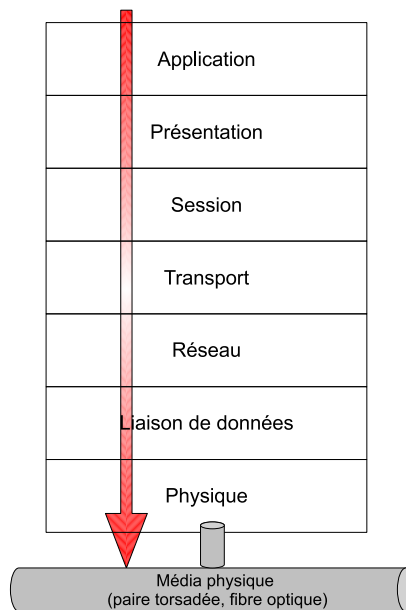 Application
Présentation
Session
Transport
Réseau
Liaison de données
Physique
Média physique
(paire torsadée, fibre optique)